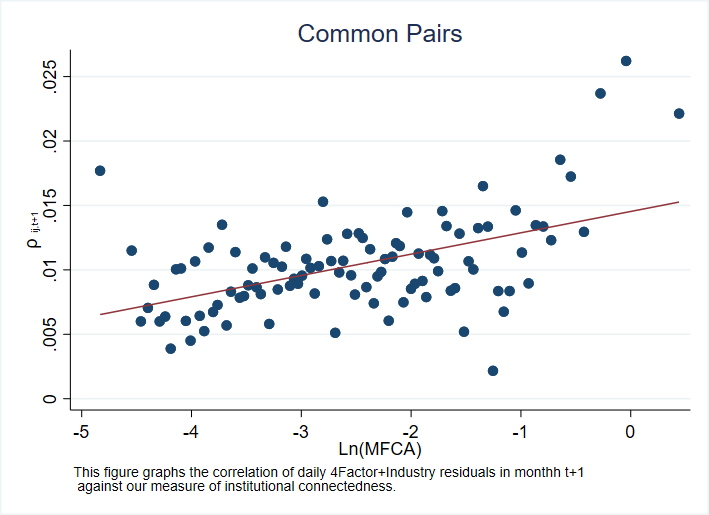 Common Pairs
.025
.02
.015
.01
.005
0
ρ ij,t+1
-5 -4 -3 -2 -1 0
Ln(MFCA)
This figure graphs the correlation of daily 4Factor+Industry residuals in monthh t+1
against our measure of institutional connectedness.